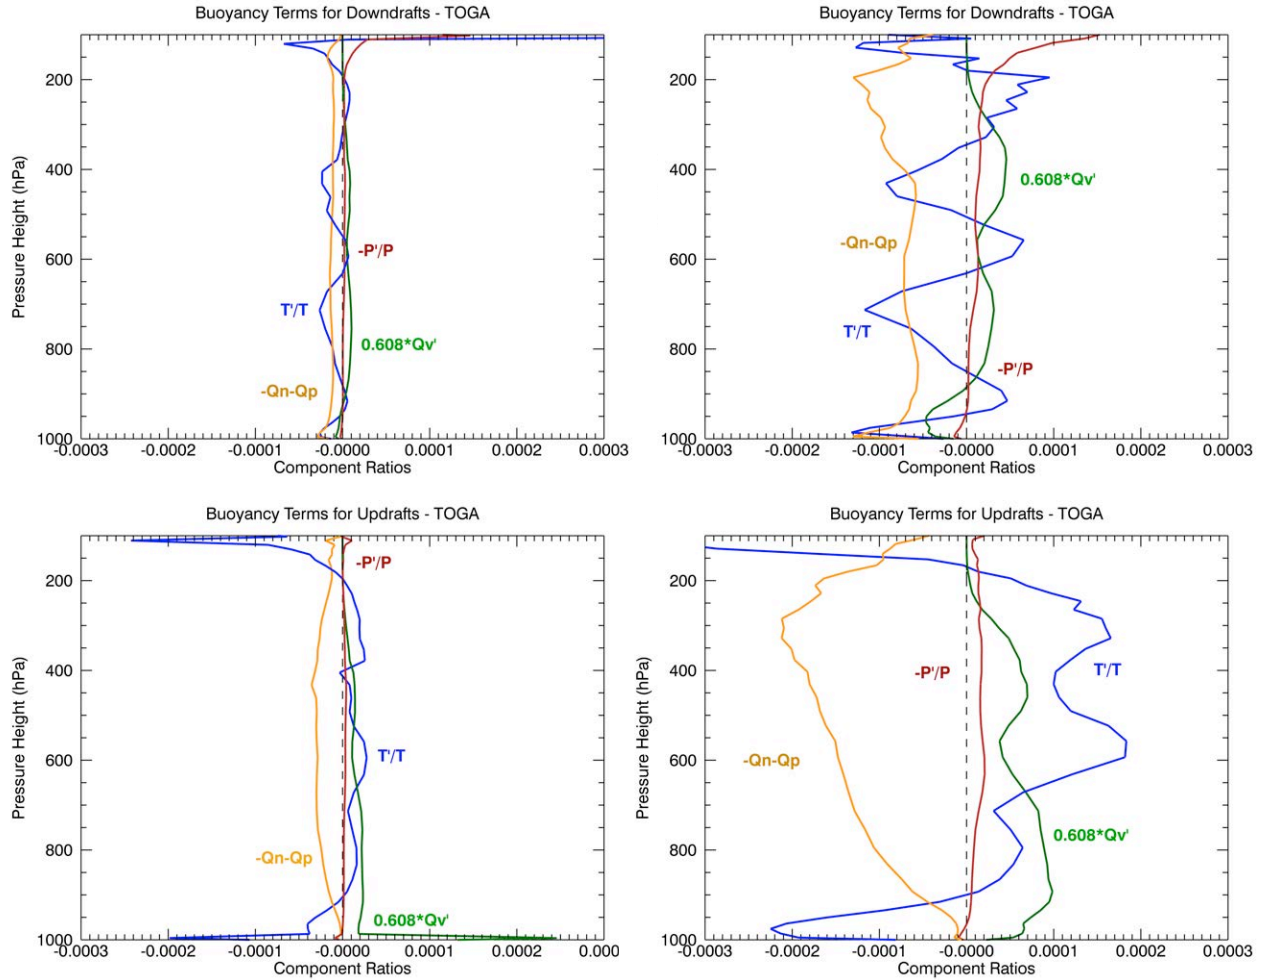 Buoyancy Terms for Downdrafts - TOGA
Pressure Height (hPa)
200
400
600
800
1000
-P'/P
T'/T
0.608*Qv'
-Qn-Qp
-0.0003 -0.0002 -0.0001 0.0000 0.0001 0.0002 0.0003
Component Ratios
Buoyancy Terms for Downdrafts - TOGA
Pressure Height (hPa)
200
400
600
800
1000
0.608*Qv'
-Qn-Qp
T'/T
-P'/P
-0.0003 -0.0002 -0.0001 0.0000 0.0001 0.0002 0.0003
Component Ratios
Buoyancy Terms for Updrafts - TOGA
Pressure Height (hPa)
200
400
600
800
1000
-P'/P
T'/T
-Qn-Qp
0.608*Qv'
-0.0003 -0.0002 -0.0001 0.0000 0.0001 0.0002 0.0003
Component Ratios
Buoyancy Terms for Updrafts - TOGA
Pressure Height (hPa)
200
400
600
800
1000
-P'/P
T'/T
-Qn-Qp
0.608*Qv'
-0.0003 -0.0002 -0.0001 0.0000 0.0001 0.0002 0.0003
Component Ratios